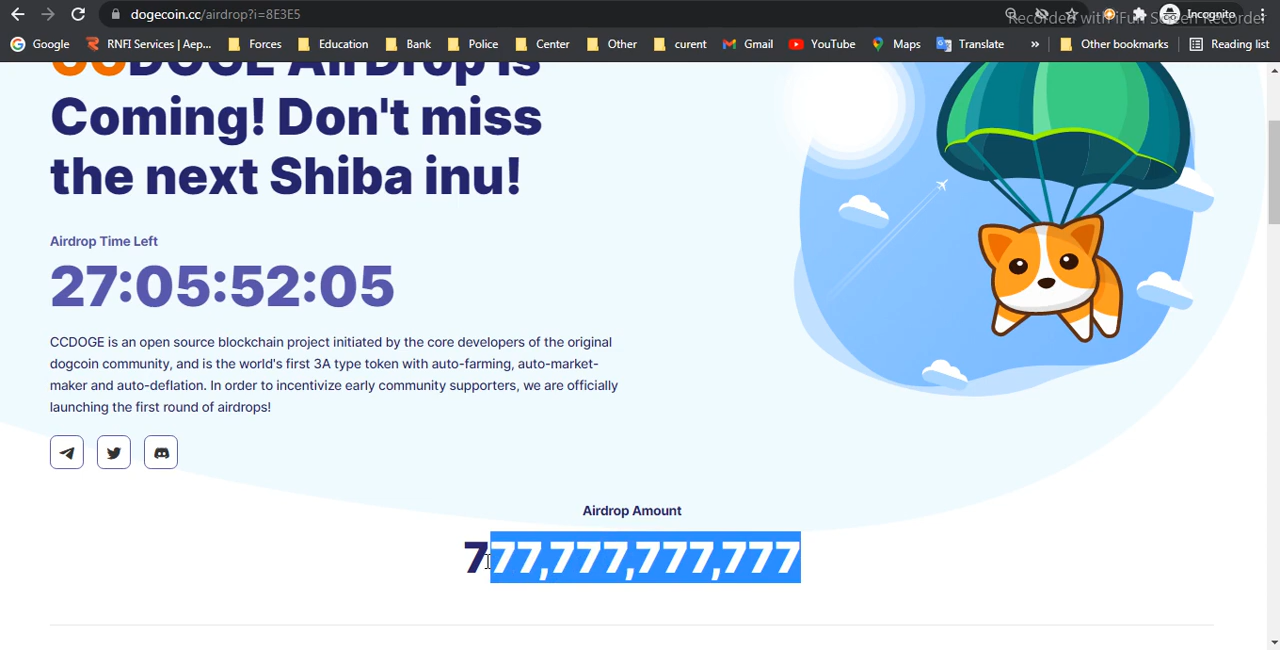 dogecoin.cc/airdrop?i=8E3E5
Incognito
Recorded with iFun Screen Recorder
Google
RNFI Services | Aep...
Forces
Education
Bank
Police
Center
Other
curent
Gmail
YouTube
Maps
Translate
»
Other bookmarks
Reading list
CCDOGE AirDrop is
Coming! Don't miss
the next Shiba inu!
Airdrop Time Left
27:05:52:05
CCDOGE is an open source blockchain project initiated by the core developers of the original
dogcoin community, and is the world's first 3A type token with auto-farming, auto-market-
maker and auto-deflation. In order to incentivize early community supporters, we are officially
launching the first round of airdrops!
Airdrop Amount
777,777,777,777